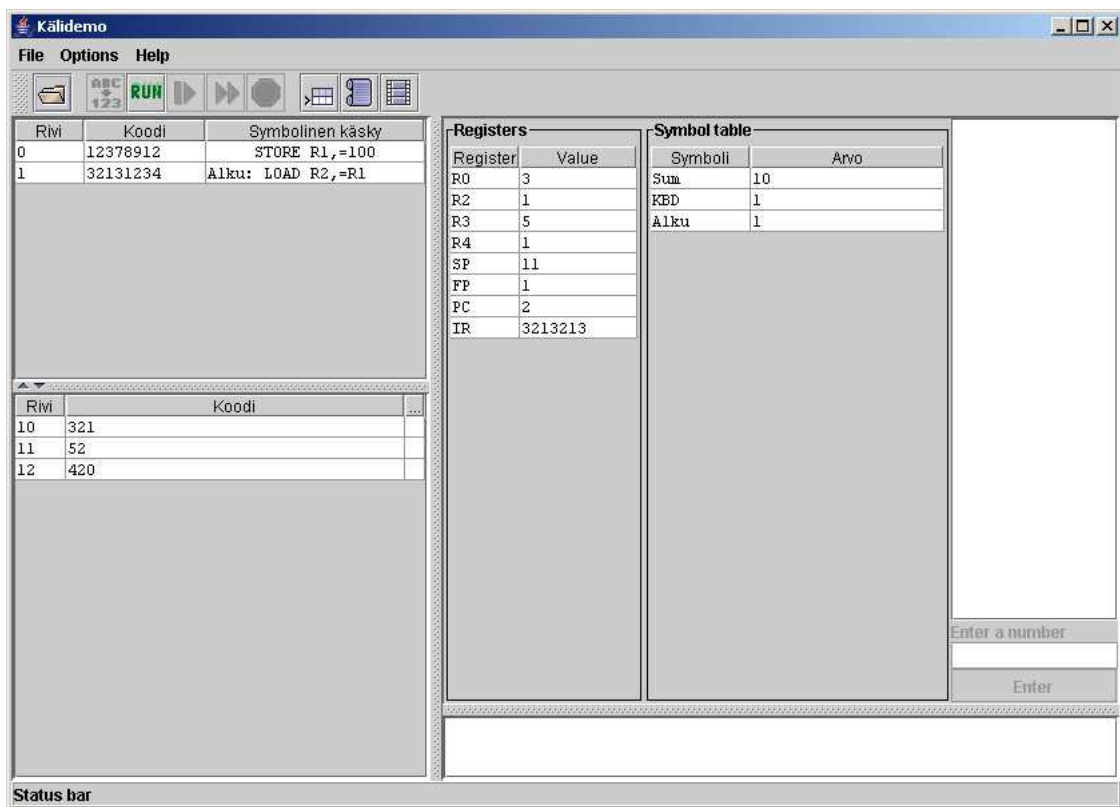 Kälidemo
File Options Help
ABC 123 RUN
Rivi Koodi Symbolinen käsky
0 12378912 STORE R1,=100
1 32131234 Alku: LOAD R2,=R1
Rivi Koodi ...
10 321
11 52
12 420
Registers
Register Value
R0 3
R2 1
R3 5
R4 1
SP 11
FP 1
PC 2
IR 3213213
Symbol table
Symboli Arvo
Sum 10
KBD 1
Alku 1
Enter a number
Enter
Status bar